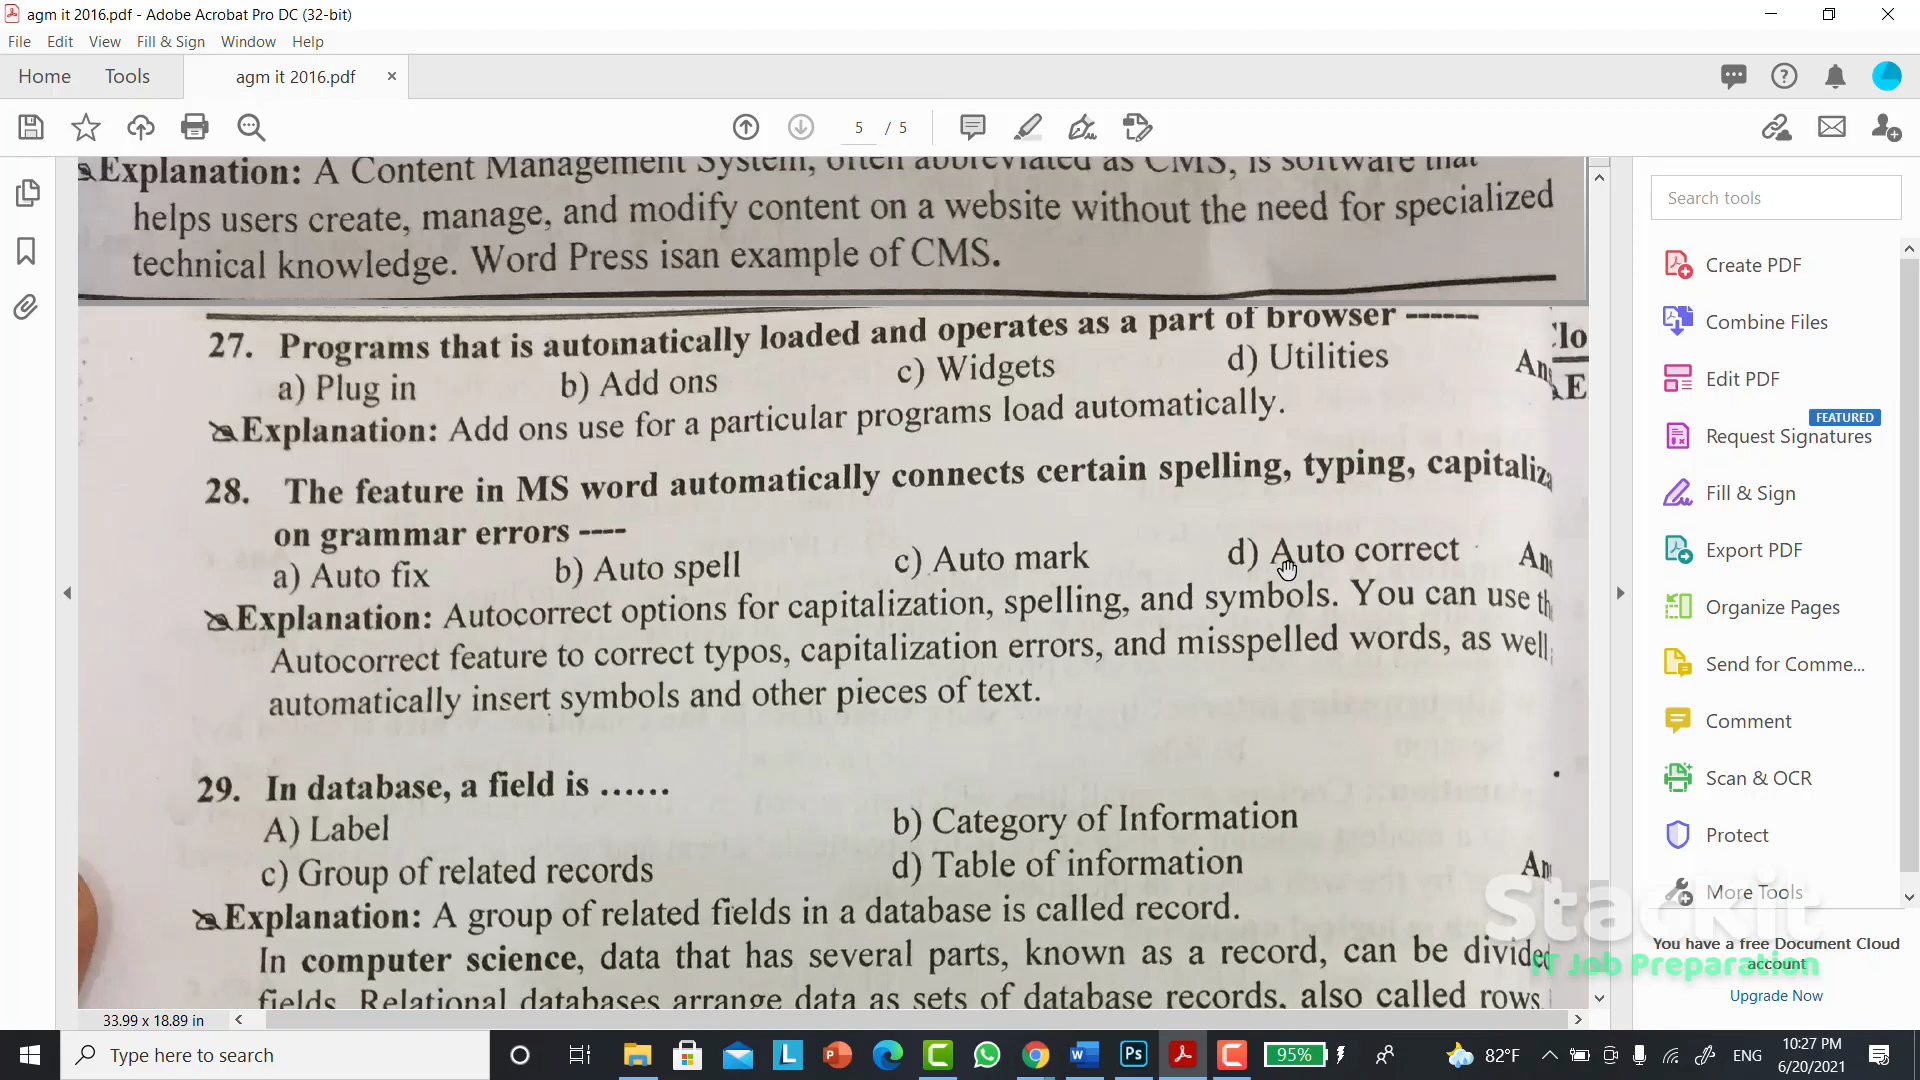 agm it 2016.pdf - Adobe Acrobat Pro DC (32-bit)
File Edit View Fill & Sign Window Help
Home Tools agm it 2016.pdf ×
5 / 5
Explanation: A Content Management System, often abbreviated as CMS, is software that
helps users create, manage, and modify content on a website without the need for specialized
technical knowledge. Word Press isan example of CMS.
27. Programs that is automatically loaded and operates as a part of browser ------
a) Plug in b) Add ons c) Widgets d) Utilities An
Explanation: Add ons use for a particular programs load automatically.
28. The feature in MS word automatically connects certain spelling, typing, capitaliz
on grammar errors ----
a) Auto fix b) Auto spell c) Auto mark d) Auto correct An
Explanation: Autocorrect options for capitalization, spelling, and symbols. You can use th
Autocorrect feature to correct typos, capitalization errors, and misspelled words, as well
automatically insert symbols and other pieces of text.
29. In database, a field is ......
A) Label b) Category of Information
c) Group of related records d) Table of information An
Explanation: A group of related fields in a database is called record.
In computer science, data that has several parts, known as a record, can be divided
fields. Relational databases arrange data as sets of database records, also called rows.
33.99 x 18.89 in
Search tools
Create PDF
Combine Files
Edit PDF
FEATURED
Request Signatures
Fill & Sign
Export PDF
Organize Pages
Send for Comme...
Comment
Scan & OCR
Protect
More Tools
Stackit
IT Job Preparation
You have a free Document Cloud
account
Upgrade Now
Type here to search
95%
82°F
ENG
10:27 PM
6/20/2021